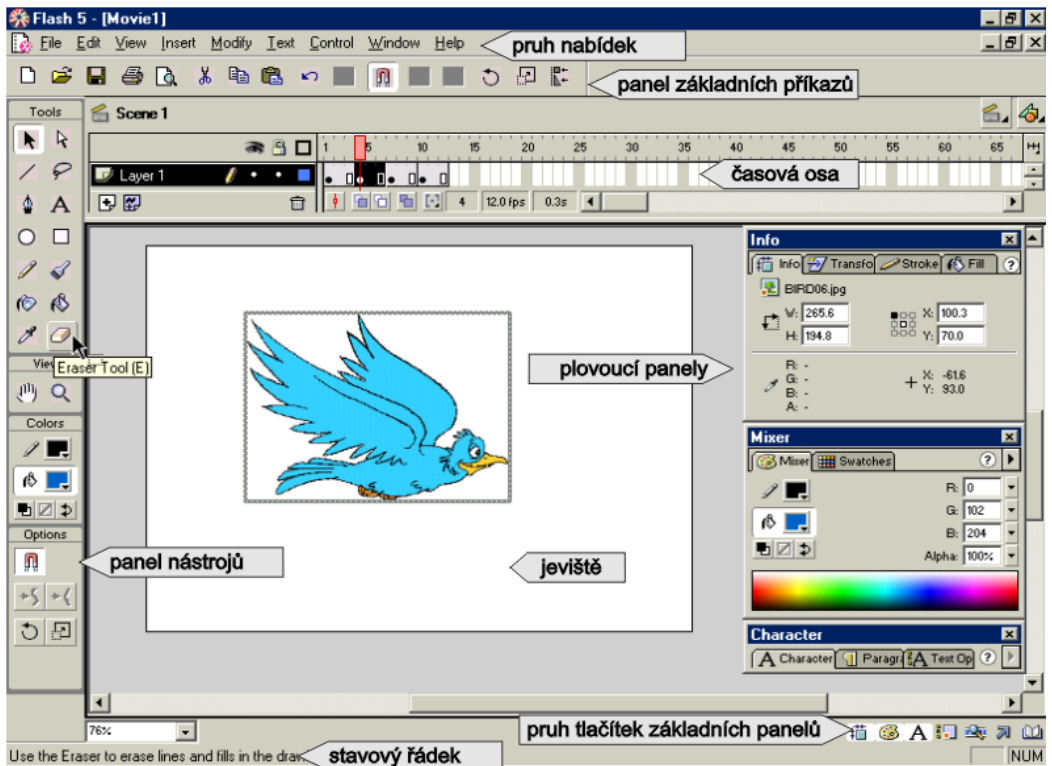 Flash 5 - [Movie1]
File Edit View Insert Modify Text Control Window Help
pruh nabídek
panel základních příkazů
Tools
Scene 1
1 5 10 15 20 25 30 35 40 45 50 55 60 65
Layer 1
časová osa
4 12.0 fps 0.3s
Info
Info Transfo Stroke Fill ?
BIRD06.jpg
W: 265.6 X: 100.3
H: 194.8 Y: 70.0
plovoucí panely
R: -
G: -
B: -
A: -
X: -61.6
Y: 93.0
Eraser Tool (E)
View
Colors
Mixer
Mixer Swatches ?
R: 0
G: 102
B: 204
Alpha: 100%
Options
panel nástrojů
jeviště
Character
Character Paragra Text Op ?
76%
pruh tlačítek základních panelů
Use the Eraser to erase lines and fills in the
stavový řádek
NUM